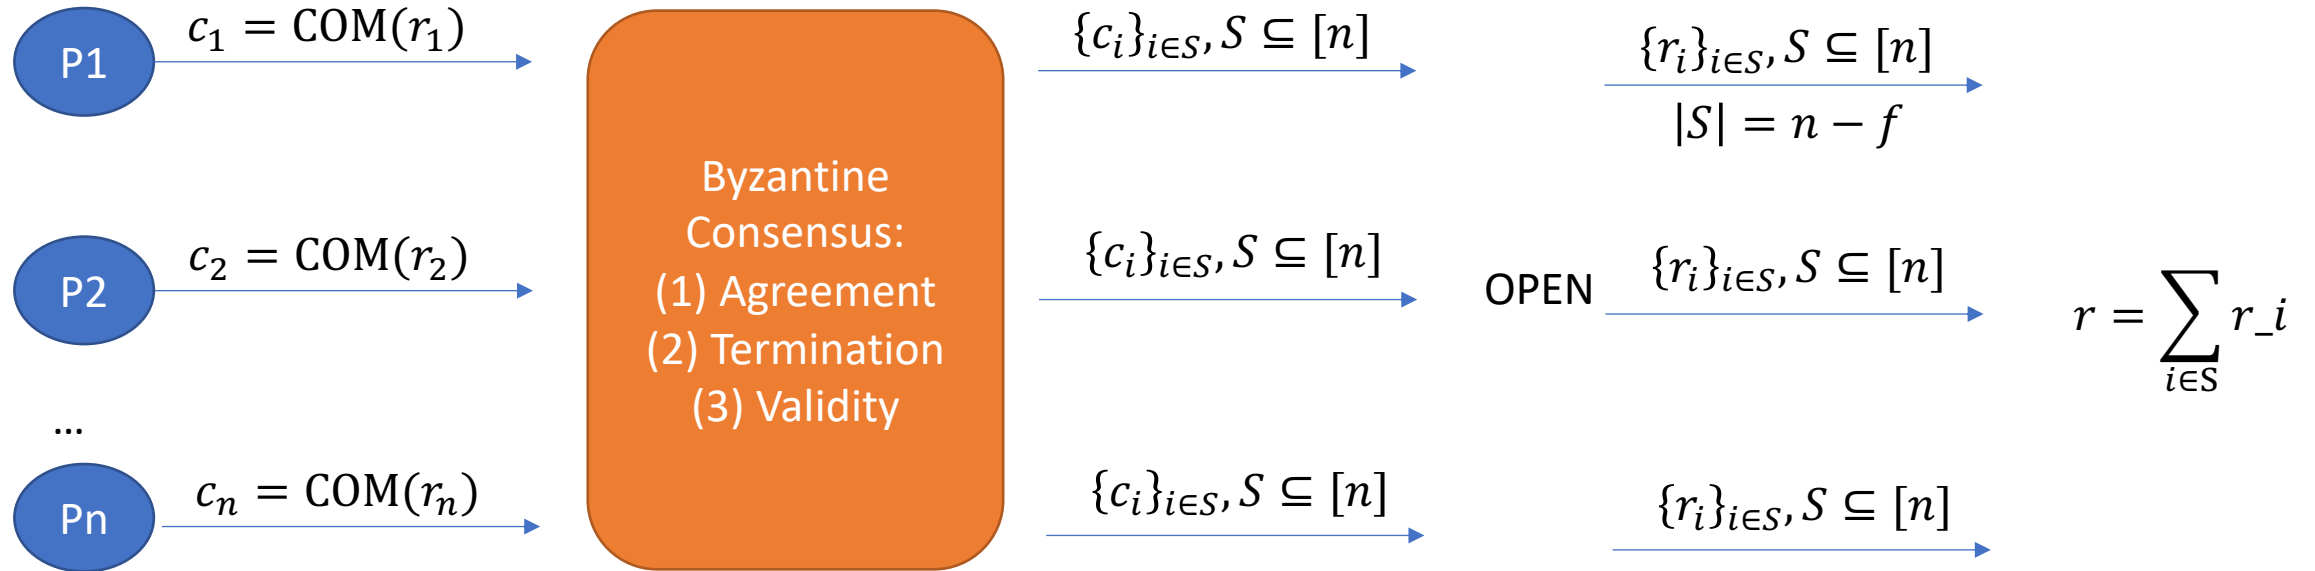 P1
c₁ = COM(r₁)
{cᵢ}ᵢ∈S, S ⊆ [n]
{rᵢ}ᵢ∈S, S ⊆ [n]
|S| = n − f
Byzantine
Consensus:
(1) Agreement
(2) Termination
(3) Validity
P2
c₂ = COM(r₂)
{cᵢ}ᵢ∈S, S ⊆ [n]
OPEN
{rᵢ}ᵢ∈S, S ⊆ [n]
r = ∑i∈S r_i
...
Pn
cₙ = COM(rₙ)
{cᵢ}ᵢ∈S, S ⊆ [n]
{rᵢ}ᵢ∈S, S ⊆ [n]